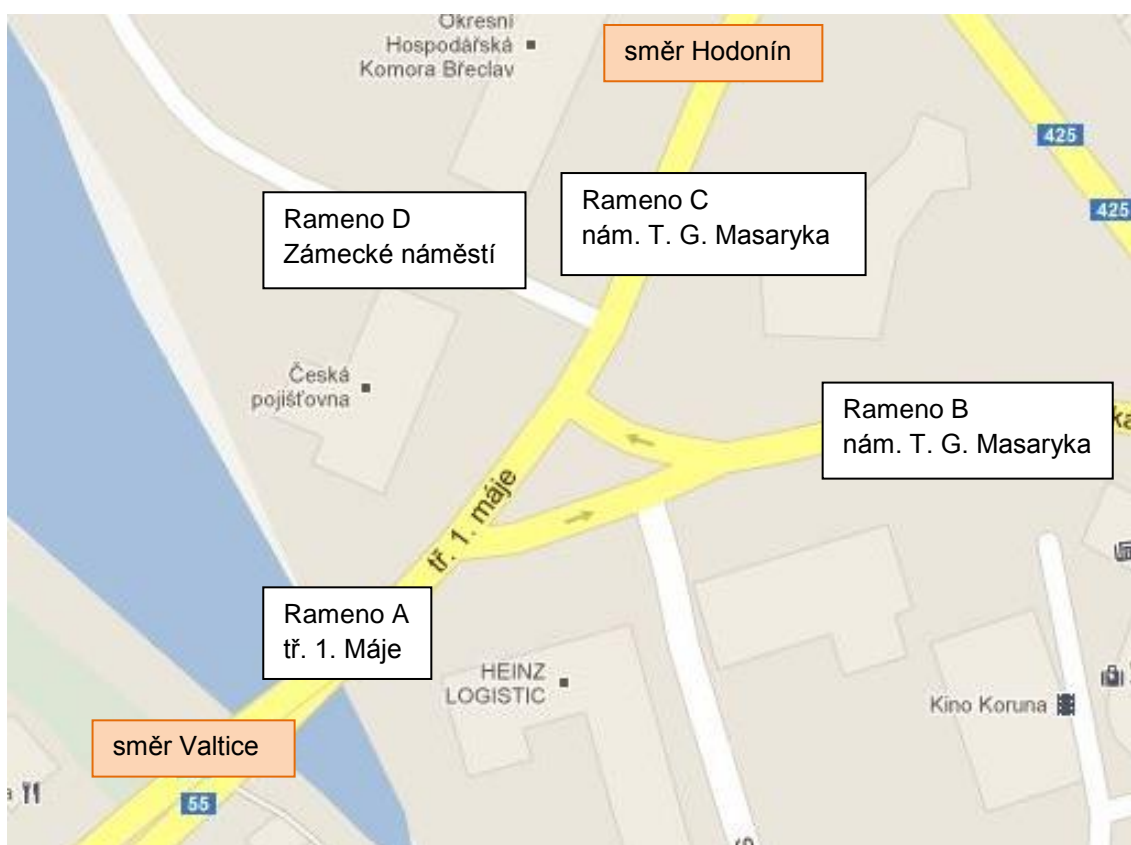 Okresní
Hospodářská
Komora Břeclav
směr Hodonín
425
425
Rameno D
Zámecké náměstí
Rameno C
nám. T. G. Masaryka
Česká
pojišťovna
Rameno B
nám. T. G. Masaryka
ka
tř. 1. máje
Rameno A
tř. 1. Máje
HEINZ
LOGISTIC
Kino Koruna
směr Valtice
55
a